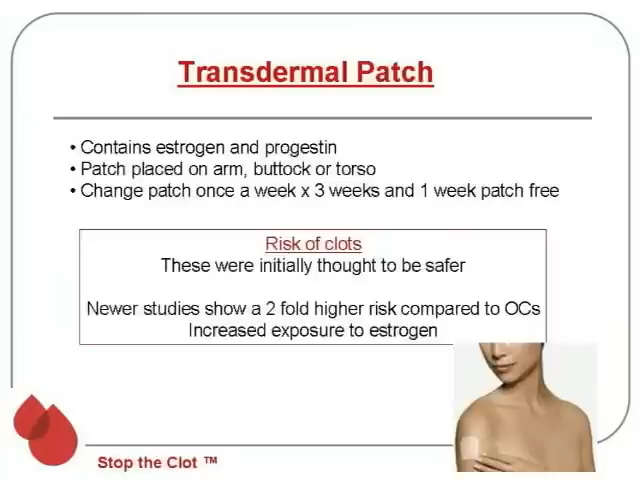 Transdermal Patch
• Contains estrogen and progestin
• Patch placed on arm, buttock or torso
• Change patch once a week x 3 weeks and 1 week patch free
Risk of clots
These were initially thought to be safer
Newer studies show a 2 fold higher risk compared to OCs
Increased exposure to estrogen
Stop the Clot ™